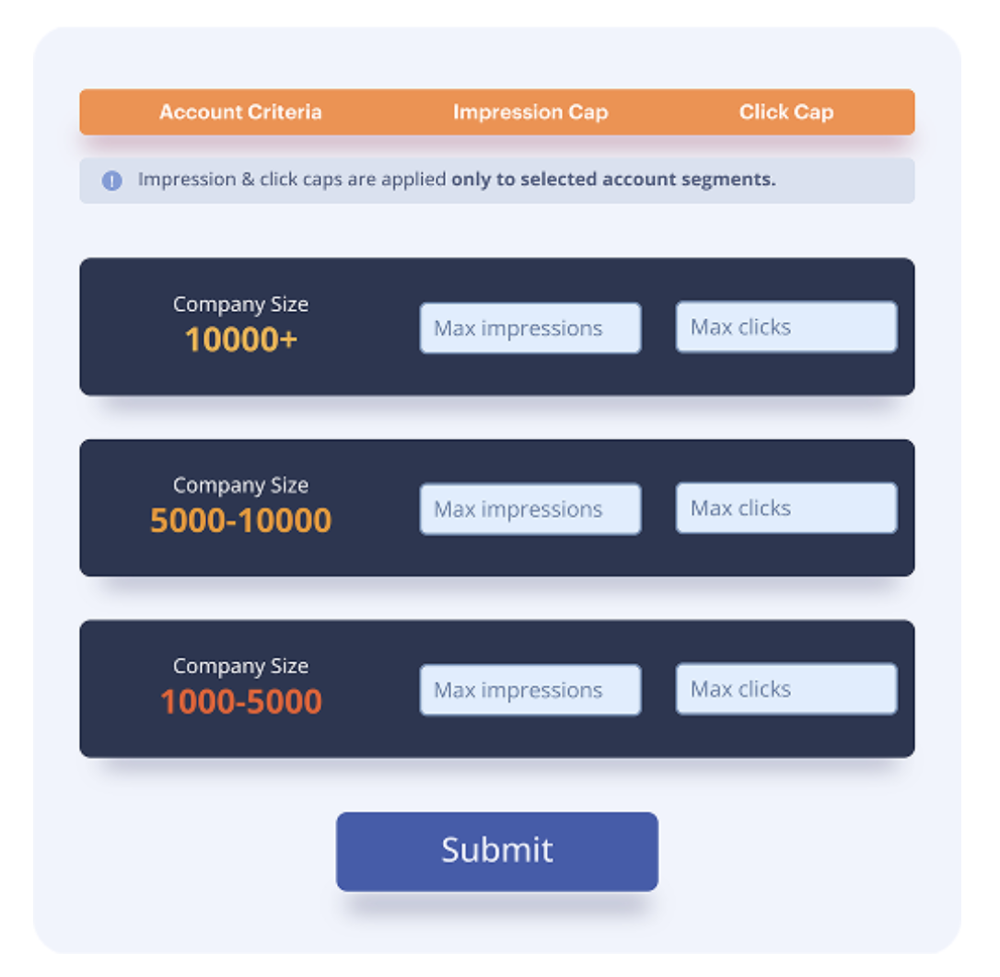 Account Criteria Impression Cap Click Cap
! Impression & click caps are applied only to selected account segments.
Company Size
10000+
Max impressions Max clicks
Company Size
5000-10000
Max impressions Max clicks
Company Size
1000-5000
Max impressions Max clicks
Submit